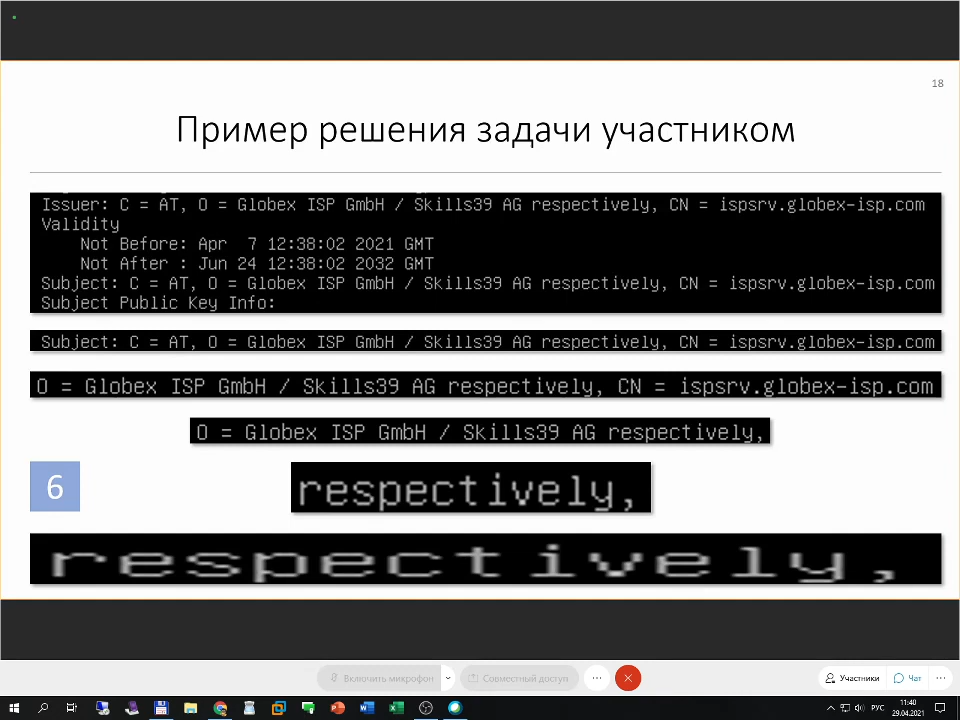 18
Пример решения задачи участником
Issuer: C = AT, O = Globex ISP GmbH / Skills39 AG respectively, CN = ispsrv.globex-isp.com
Validity
Not Before: Apr  7 12:38:02 2021 GMT
Not After : Jun 24 12:38:02 2032 GMT
Subject: C = AT, O = Globex ISP GmbH / Skills39 AG respectively, CN = ispsrv.globex-isp.com
Subject Public Key Info:
Subject: C = AT, O = Globex ISP GmbH / Skills39 AG respectively, CN = ispsrv.globex-isp.com
O = Globex ISP GmbH / Skills39 AG respectively, CN = ispsrv.globex-isp.com
O = Globex ISP GmbH / Skills39 AG respectively,
6
respectively,
respectively,
Включить микрофон
Совместный доступ
Участники
Чат
РУС
11:40
29.04.2021